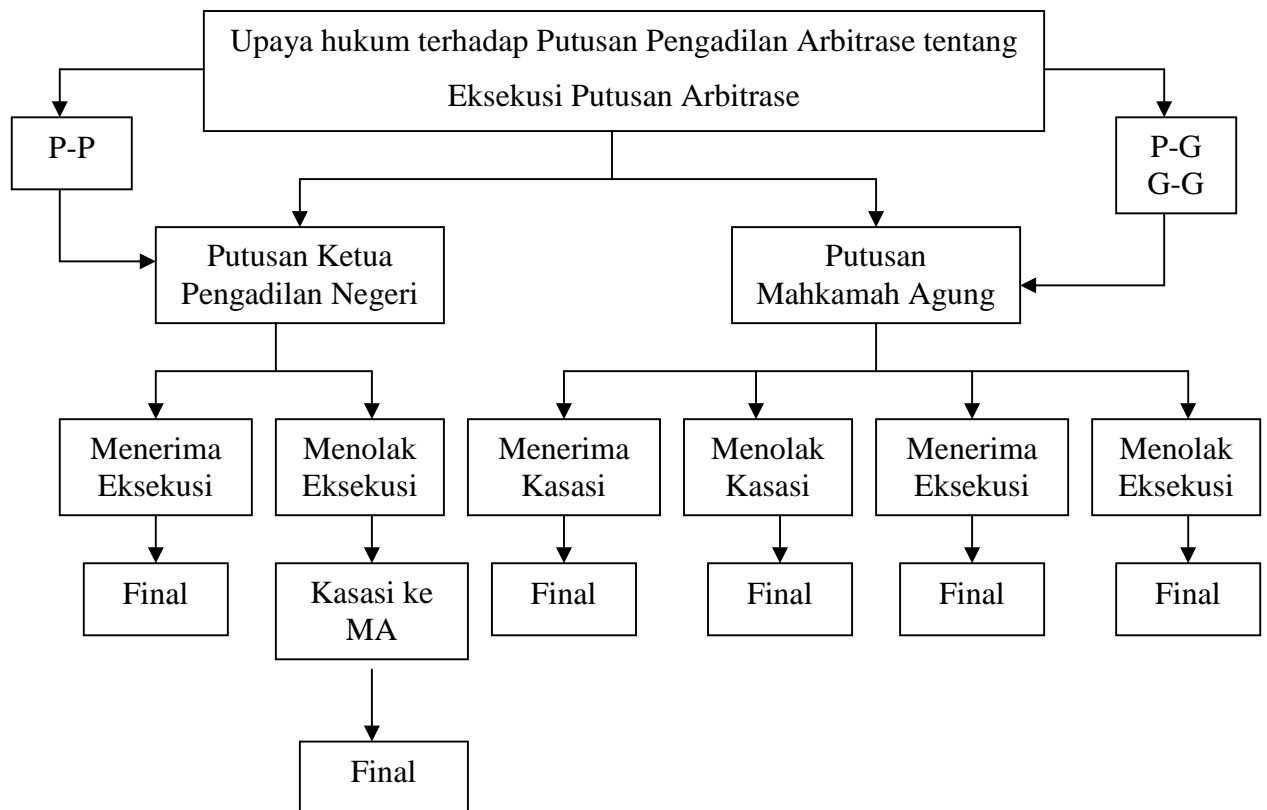 Upaya hukum terhadap Putusan Pengadilan Arbitrase tentang
Eksekusi Putusan Arbitrase
P-P
P-G
G-G
Putusan Ketua
Pengadilan Negeri
Putusan
Mahkamah Agung
Menerima
Eksekusi
Menolak
Eksekusi
Menerima
Kasasi
Menolak
Kasasi
Menerima
Eksekusi
Menolak
Eksekusi
Final
Kasasi ke
MA
Final
Final
Final
Final
Final